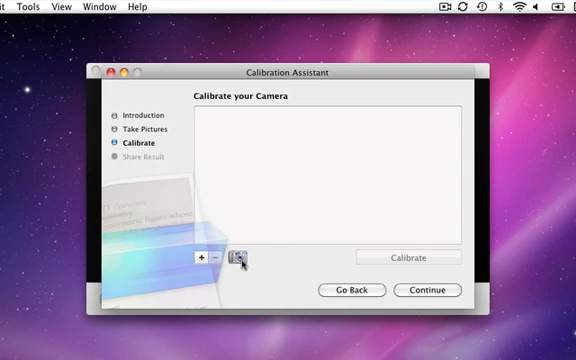 Tools View Window Help
Calibration Assistant
Calibrate your Camera
Introduction
Take Pictures
Calibrate
Share Result
Calibrate
Go Back Continue